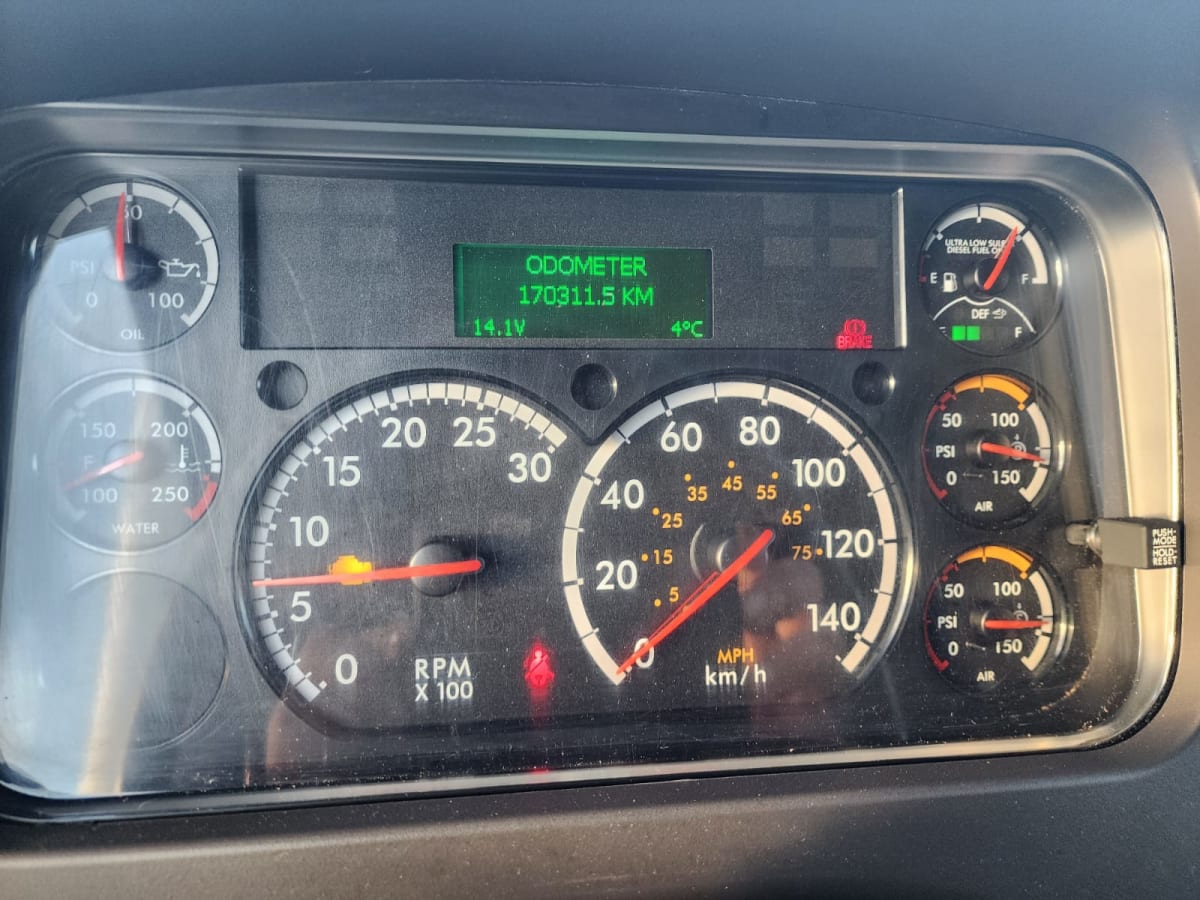 50
PSI
0 100
OIL
150 200
F
100 250
WATER
ODOMETER
170311.5 KM
14.1V 4°C
BRAKE
ULTRA LOW SULFUR
DIESEL FUEL ONLY
E F
DEF
F
0 5 10 15 20 25 30
RPM
X 100
0 20 40 60 80 100 120 140
5 15 25 35 45 55 65 75
MPH
km/h
50 100
PSI
0 150
AIR
50 100
PSI
0 150
AIR
PUSH-
MODE
HOLD-
RESET